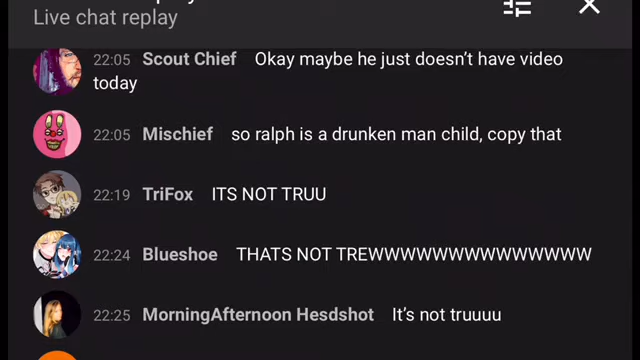 Live chat replay
22:05 Scout Chief Okay maybe he just doesn’t have video
today
22:05 Mischief so ralph is a drunken man child, copy that
22:19 TriFox ITS NOT TRUU
22:24 Blueshoe THATS NOT TREWWWWWWWWWWWWWW
22:25 MorningAfternoon Hesdshot It’s not truuuu